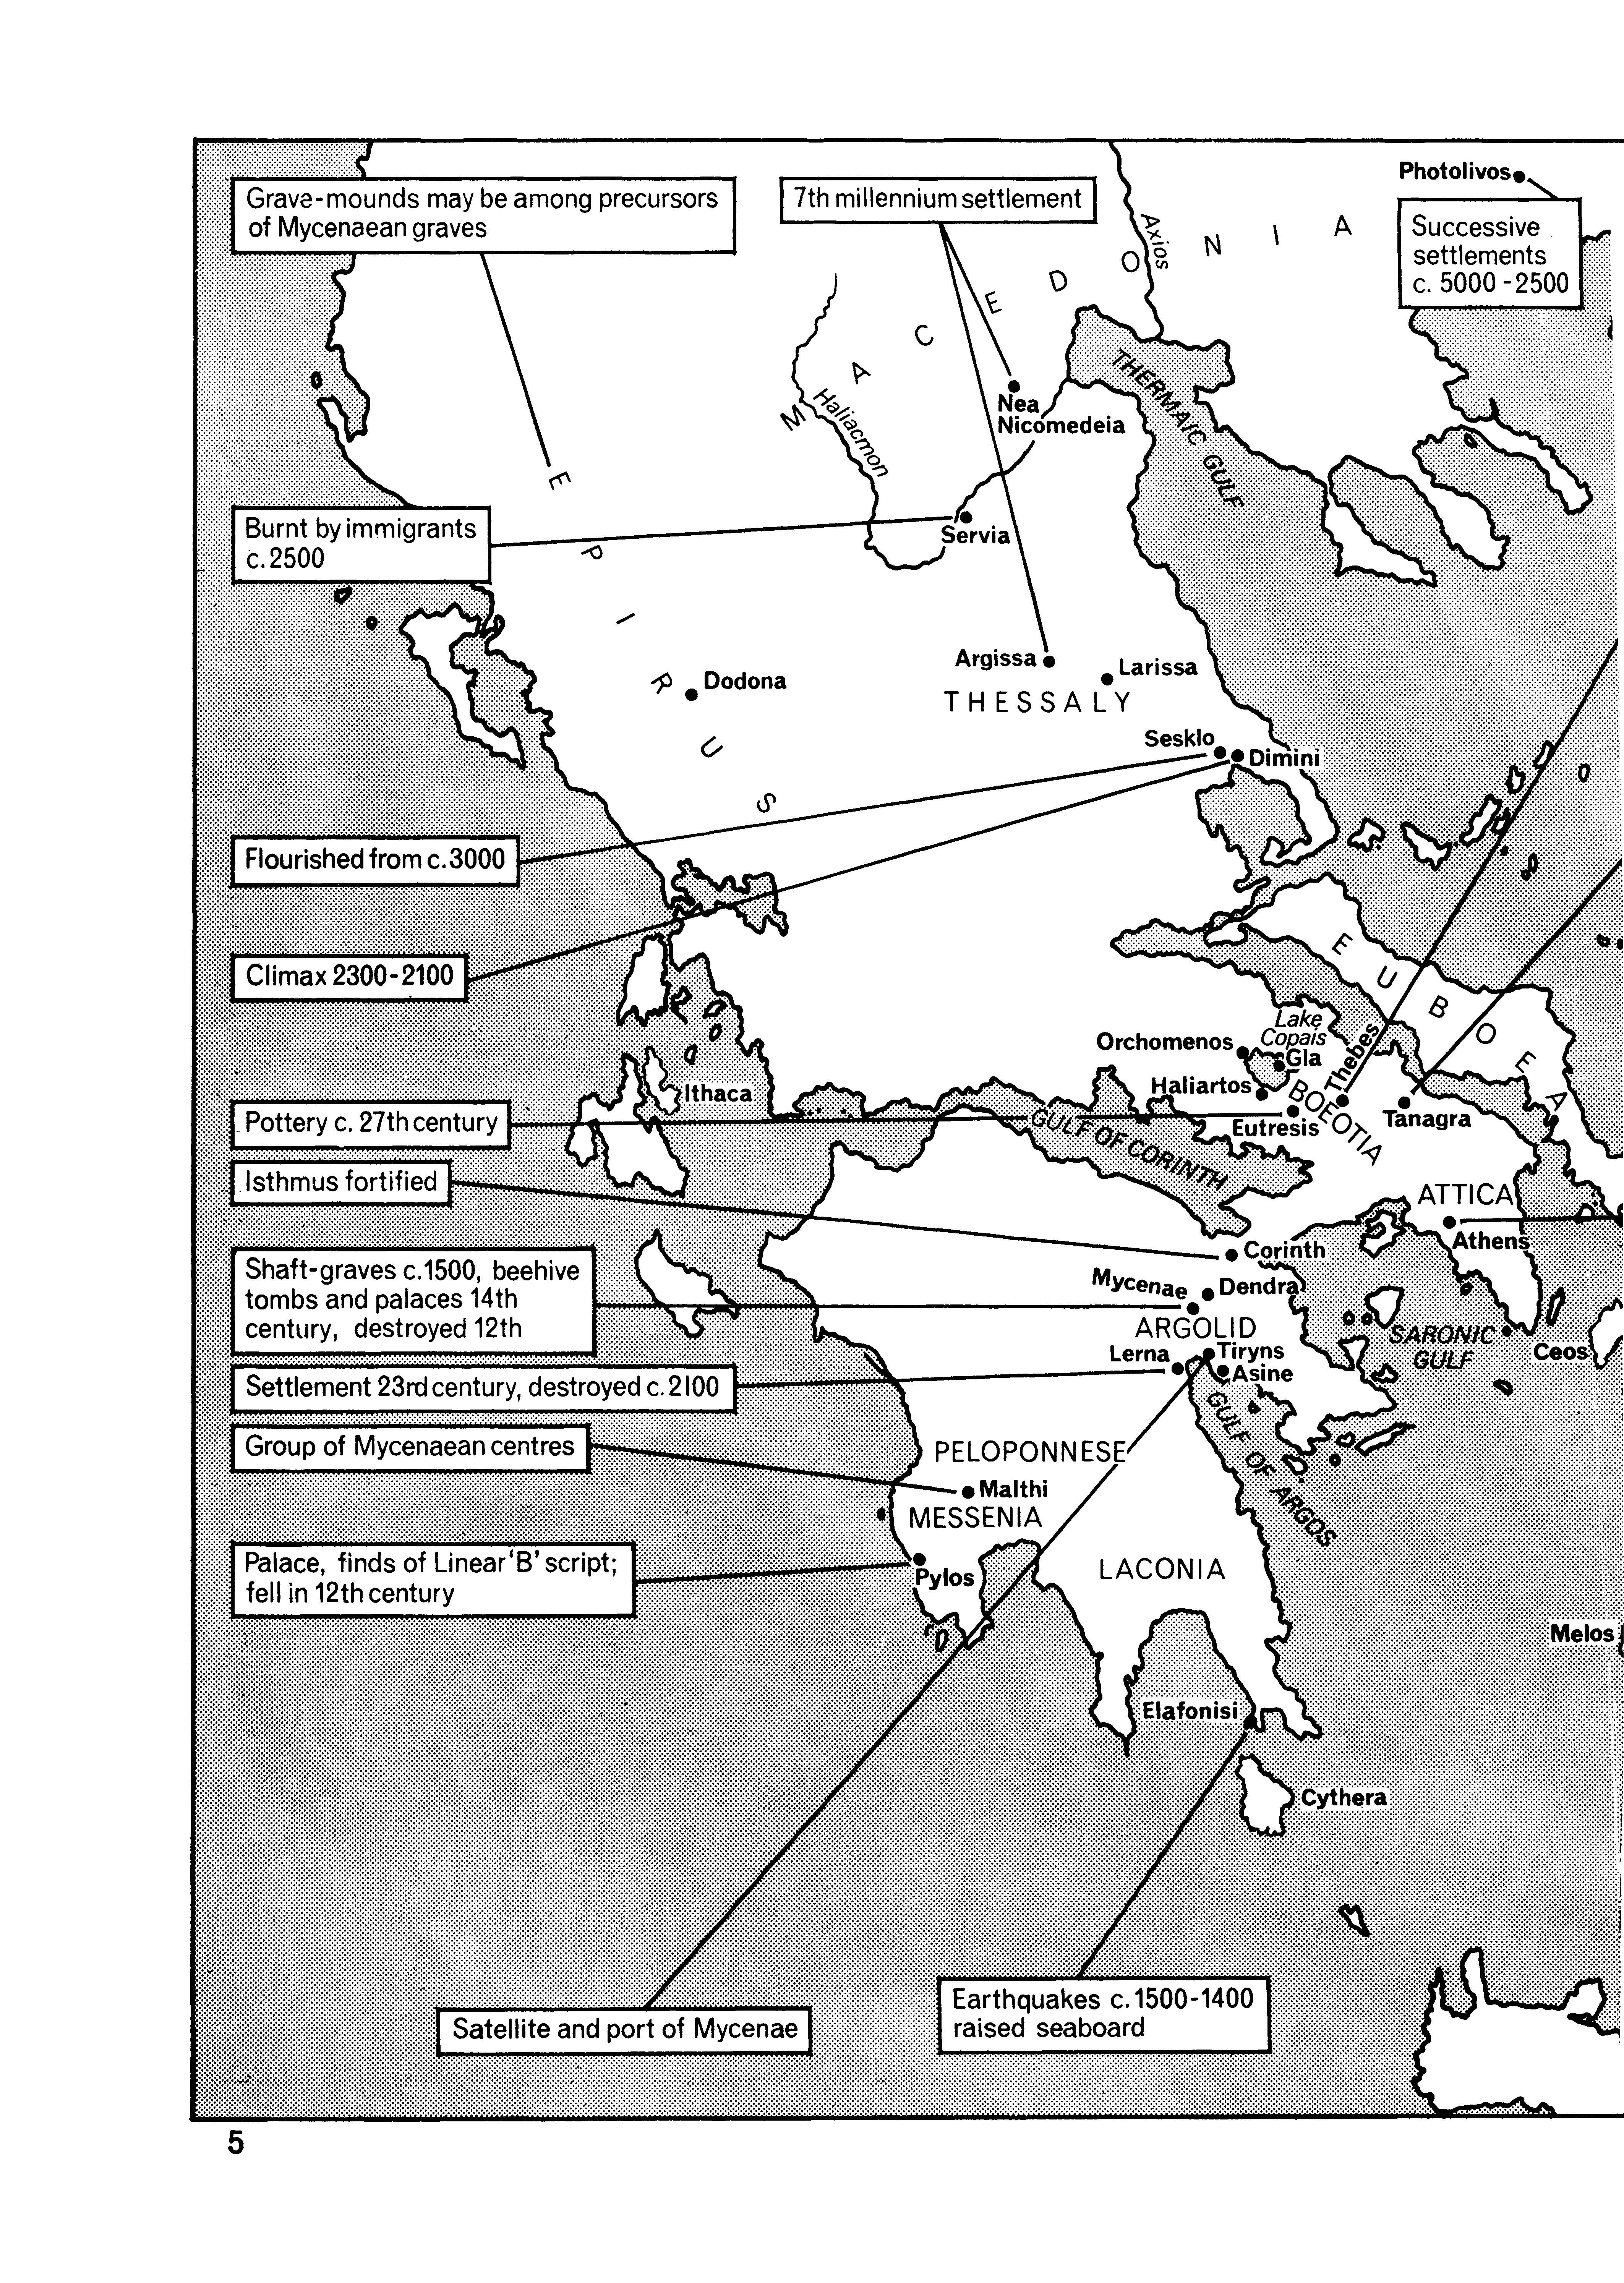 Photolivos
Grave-mounds may be among precursors
of Mycenaean graves
7th millennium settlement
Successive
settlements
c. 5000-2500
Axios
MACEDONIA
THERMAIC GULF
Haliacmon
Nea
Nicomedeia
EPIRUS
Burnt by immigrants
c.2500
Servia
Argissa
Larissa
Dodona
THESSALY
Sesklo
Dimini
Flourished from c.3000
Climax 2300-2100
EUBOEA
Lake
Copais
Orchomenos
Gla
Thebes
Haliartos
Ithaca
BOEOTIA
Tanagra
Eutresis
Pottery c. 27th century
GULF OF CORINTH
Isthmus fortified
ATTICA
Athens
Corinth
Shaft-graves c.1500, beehive
tombs and palaces 14th
century, destroyed 12th
Mycenae
Dendra
ARGOLID
SARONIC
GULF
Ceos
Lerna
Tiryns
Asine
Settlement 23rd century, destroyed c.2100
GULF OF ARGOS
Group of Mycenaean centres
PELOPONNESE
Malthi
MESSENIA
Palace, finds of Linear 'B' script;
fell in 12th century
Pylos
LACONIA
Melos
Elafonisi
Cythera
Earthquakes c.1500-1400
raised seaboard
Satellite and port of Mycenae
5